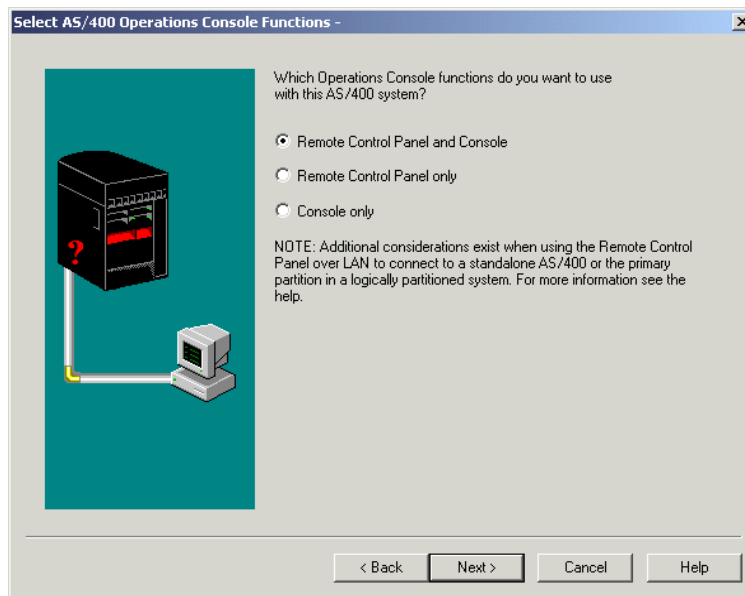 Select AS/400 Operations Console Functions -
Which Operations Console functions do you want to use
with this AS/400 system?
Remote Control Panel and Console
Remote Control Panel only
Console only
NOTE: Additional considerations exist when using the Remote Control
Panel over LAN to connect to a standalone AS/400 or the primary
partition in a logically partitioned system. For more information see the
help.
?
< Back
Next >
Cancel
Help